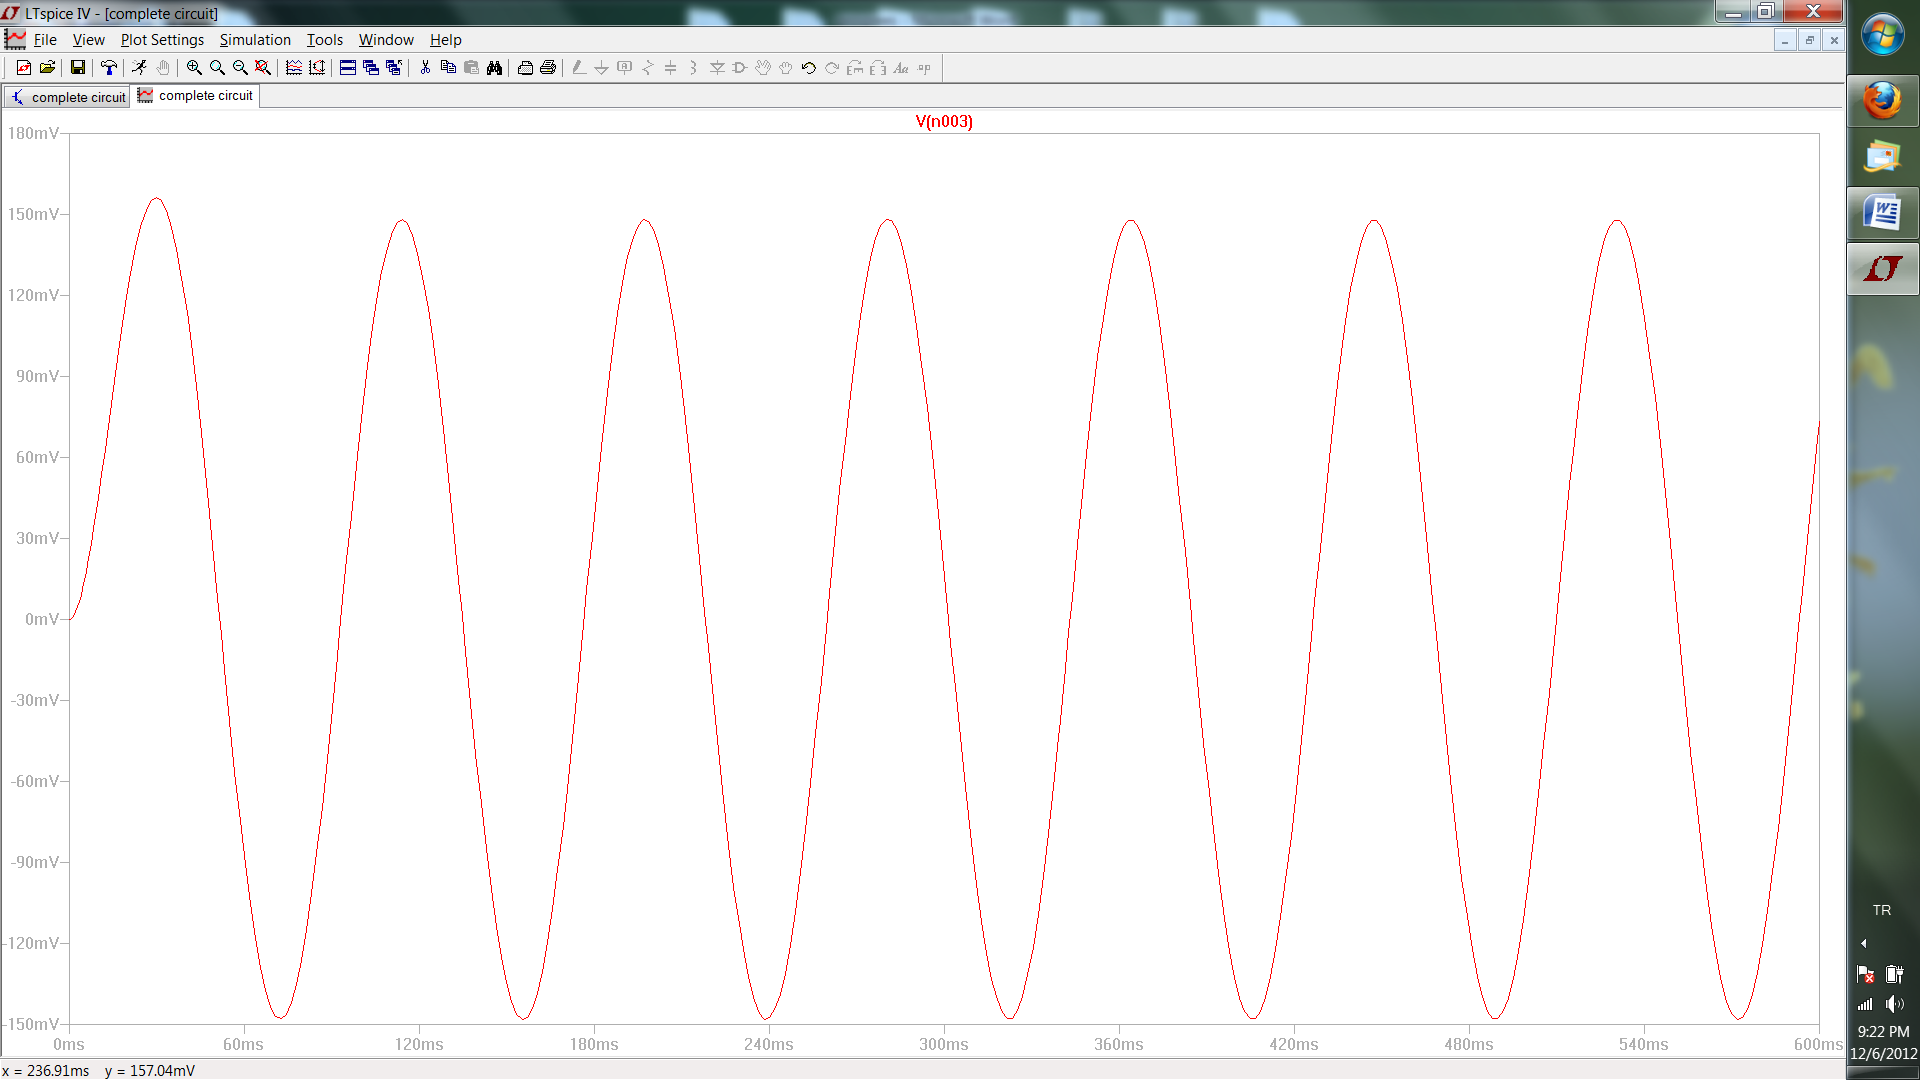 LTspice IV - [complete circuit]
File View Plot Settings Simulation Tools Window Help
complete circuit complete circuit
V(n003)
180mV
150mV
120mV
90mV
60mV
30mV
0mV
-30mV
-60mV
-90mV
-120mV
-150mV
0ms 60ms 120ms 180ms 240ms 300ms 360ms 420ms 480ms 540ms 600ms
x = 236.91ms y = 157.04mV
TR
9:22 PM
12/6/2012